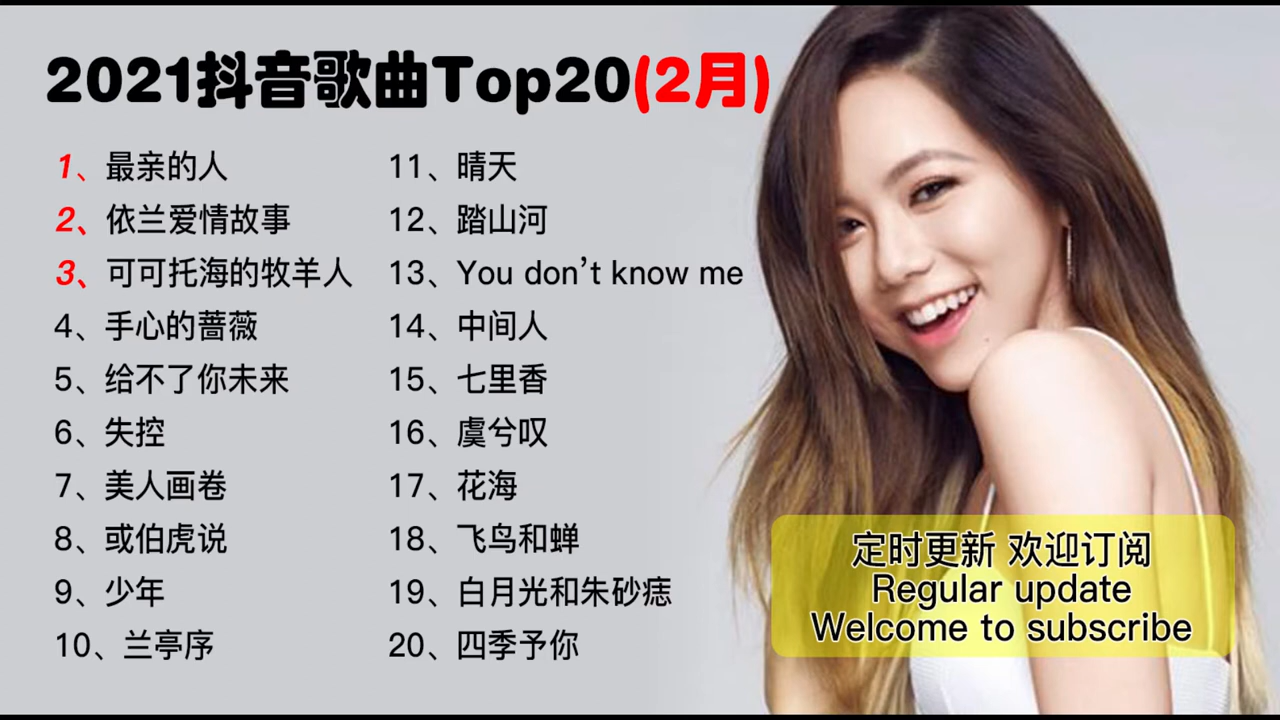 2021抖音歌曲Top20(2月)
1、最亲的人
2、依兰爱情故事
3、可可托海的牧羊人
4、手心的蔷薇
5、给不了你未来
6、失控
7、美人画卷
8、或伯虎说
9、少年
10、兰亭序
11、晴天
12、踏山河
13、You don't know me
14、中间人
15、七里香
16、虞兮叹
17、花海
18、飞鸟和蝉
19、白月光和朱砂痣
20、四季予你
定时更新 欢迎订阅
Regular update
Welcome to subscribe